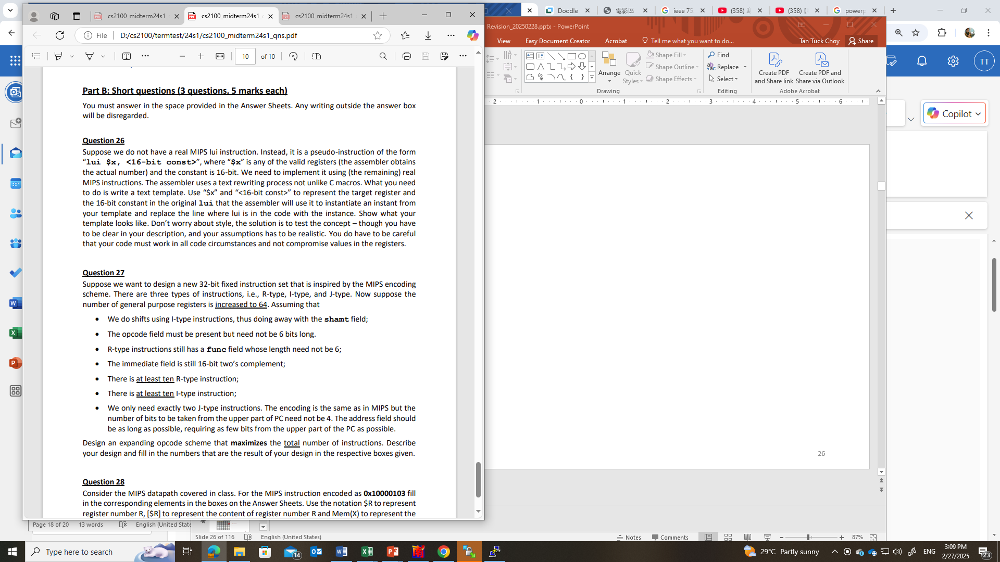 cs2100_midterm24s1_
cs2100_midterm24s1_
cs2100_midterm24s1_
Doodle
電影區
ieee 75
(358)
(358)
powerp
File
D:/cs2100/termtest/24s1/cs2100_midterm24s1_qns.pdf
10
of 10
Revision_20250228.pptx - PowerPoint
View
Easy Document Creator
Acrobat
Tell me what you want to do...
Tan Tuck Choy
Share
Arrange
Quick
Styles
Shape Fill
Shape Outline
Shape Effects
Find
Replace
Select
Create PDF
and Share link
Create PDF and
Share via Outlook
Drawing
Editing
Adobe Acrobat
TT
Copilot
2 1 0 1 2 3 4 5 6
Part B: Short questions (3 questions, 5 marks each)
You must answer in the space provided in the Answer Sheets. Any writing outside the answer box
will be disregarded.
Question 26
Suppose we do not have a real MIPS lui instruction. Instead, it is a pseudo-instruction of the form
“lui $x, <16-bit const>”, where “$x” is any of the valid registers (the assembler obtains
the actual number) and the constant is 16-bit. We need to implement it using (the remaining) real
MIPS instructions. The assembler uses a text rewriting process not unlike C macros. What you need
to do is write a text template. Use “$x” and “<16-bit const>” to represent the target register and
the 16-bit constant in the original lui that the assembler will use it to instantiate an instant from
your template and replace the line where lui is in the code with the instance. Show what your
template looks like. Don’t worry about style, the solution is to test the concept – though you have
to be clear in your description, and your assumptions has to be realistic. You do have to be careful
that your code must work in all code circumstances and not compromise values in the registers.
Question 27
Suppose we want to design a new 32-bit fixed instruction set that is inspired by the MIPS encoding
scheme. There are three types of instructions, i.e., R-type, I-type, and J-type. Now suppose the
number of general purpose registers is increased to 64. Assuming that
• We do shifts using I-type instructions, thus doing away with the shamt field;
• The opcode field must be present but need not be 6 bits long.
• R-type instructions still has a func field whose length need not be 6;
• The immediate field is still 16-bit two’s complement;
• There is at least ten R-type instruction;
• There is at least ten I-type instruction;
• We only need exactly two J-type instructions. The encoding is the same as in MIPS but the
number of bits to be taken from the upper part of PC need not be 4. The address field should
be as long as possible, requiring as few bits from the upper part of the PC as possible.
Design an expanding opcode scheme that maximizes the total number of instructions. Describe
your design and fill in the numbers that are the result of your design in the respective boxes given.
Question 28
Consider the MIPS datapath covered in class. For the MIPS instruction encoded as 0x10000103 fill
in the corresponding elements in the boxes on the Answer Sheets. Use the notation $R to represent
register number R, [$R] to represent the content of register number R and Mem(X) to represent the
26
Page 18 of 20
13 words
English (United State
Slide 26 of 116
English (United States)
Notes
Comments
87%
Type here to search
14
29°C Partly sunny
ENG
3:09 PM
2/27/2025
23